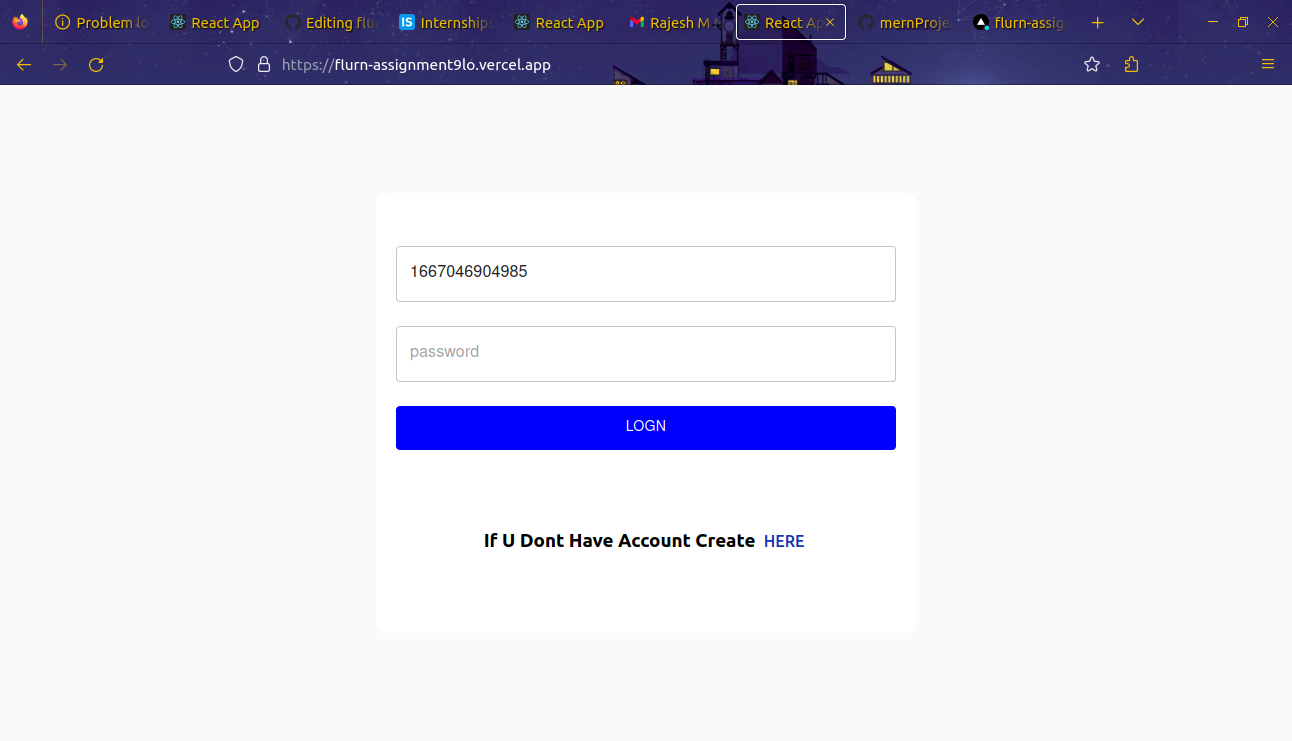 Problem lo
React App
Editing flu
Internships
React App
Rajesh M
React Ap
mernProje
flurn-assig
https://flurn-assignment9lo.vercel.app
1667046904985
password
LOGN
If U Dont Have Account Create HERE